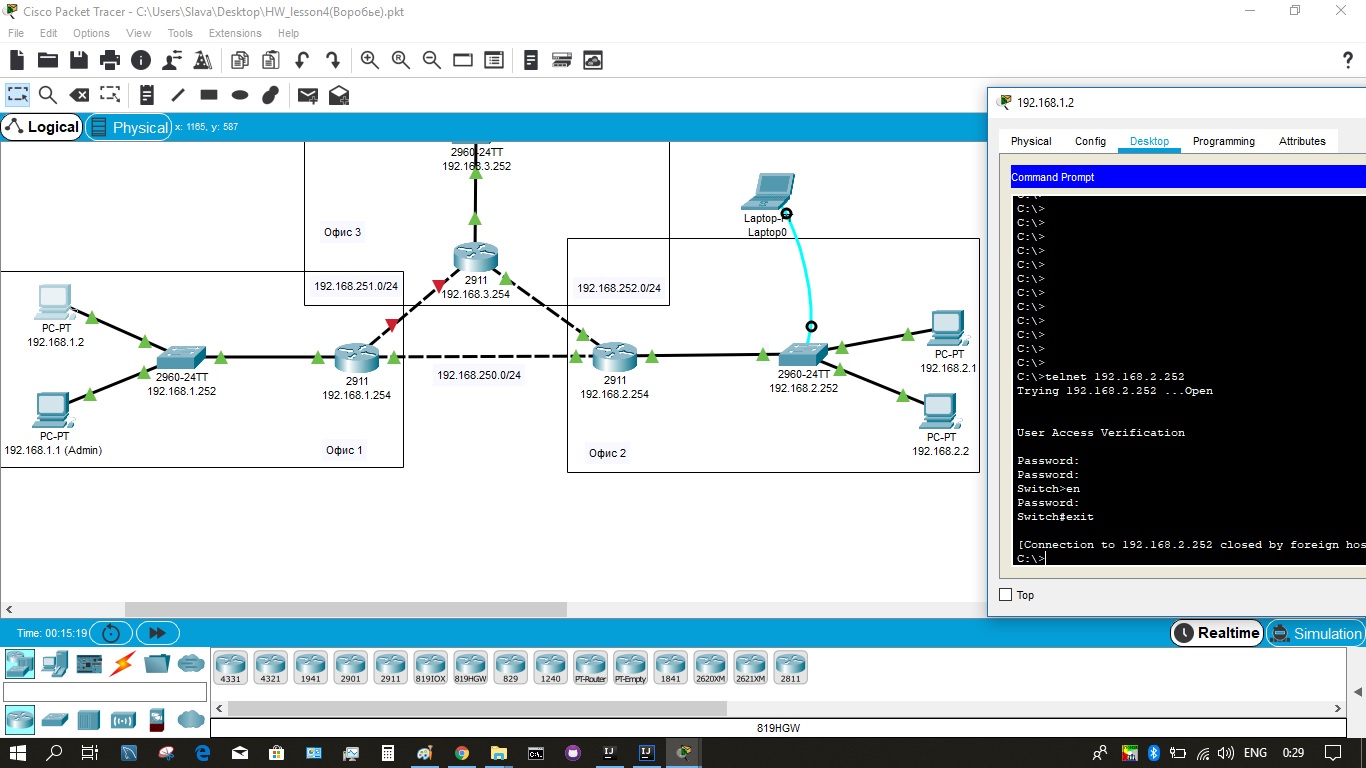 Cisco Packet Tracer - C:\Users\Slava\Desktop\HW_lesson4(Воробье).pkt
File Edit Options View Tools Extensions Help
Logical Physical x: 1165, y: 587
2960-24TT
192.168.3.252
Офис 3
2911
192.168.3.254
192.168.251.0/24
192.168.252.0/24
Laptop0
PC-PT
192.168.1.2
2960-24TT
192.168.1.252
2911
192.168.1.254
192.168.250.0/24
2911
192.168.2.254
2960-24TT
192.168.2.252
PC-PT
192.168.2.1
PC-PT
192.168.2.2
PC-PT
192.168.1.1 (Admin)
Офис 1
Офис 2
192.168.1.2
Physical Config Desktop Programming Attributes
Command Prompt
C:\>
C:\>
C:\>
C:\>
C:\>
C:\>
C:\>
C:\>
C:\>
C:\>
C:\>
C:\>
C:\>telnet 192.168.2.252
Trying 192.168.2.252 ...Open
User Access Verification
Password:
Password:
Switch>en
Password:
Switch#exit
[Connection to 192.168.2.252 closed by foreign hos
C:\>
Top
Time: 00:15:19
Realtime Simulation
4331 4321 1941 2901 2911 819IOX 819HGW 829 1240 PT-Router PT-Empty 1841 2620XM 2621XM 2811
819HGW
ENG 0:29